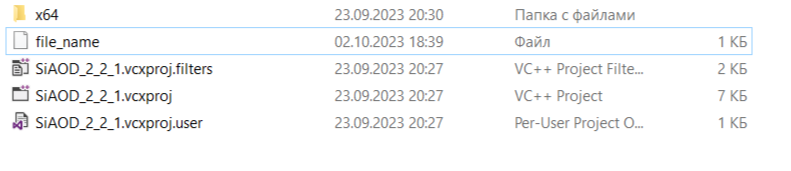 x64 23.09.2023 20:30 Папка с файлами
file_name 02.10.2023 18:39 Файл 1 КБ
SiAOD_2_2_1.vcxproj.filters 23.09.2023 20:27 VC++ Project Filte... 2 КБ
SiAOD_2_2_1.vcxproj 23.09.2023 20:27 VC++ Project 7 КБ
SiAOD_2_2_1.vcxproj.user 23.09.2023 20:27 Per-User Project O... 1 КБ